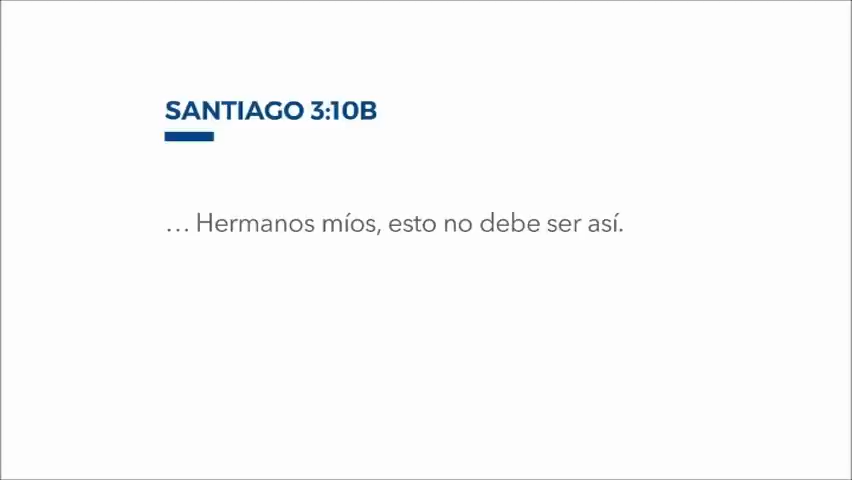 SANTIAGO 3:10B
... Hermanos míos, esto no debe ser así.